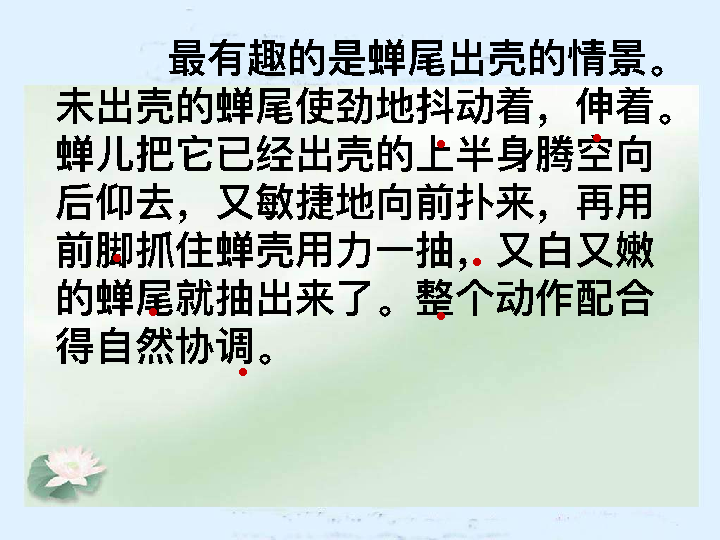 最有趣的是蝉尾出壳的情景。
未出壳的蝉尾使劲地抖动着，伸着。
蝉儿把它已经出壳的上半身腾空向
后仰去，又敏捷地向前扑来，再用
前脚抓住蝉壳用力一抽，又白又嫩
的蝉尾就抽出来了。整个动作配合
得自然协调。